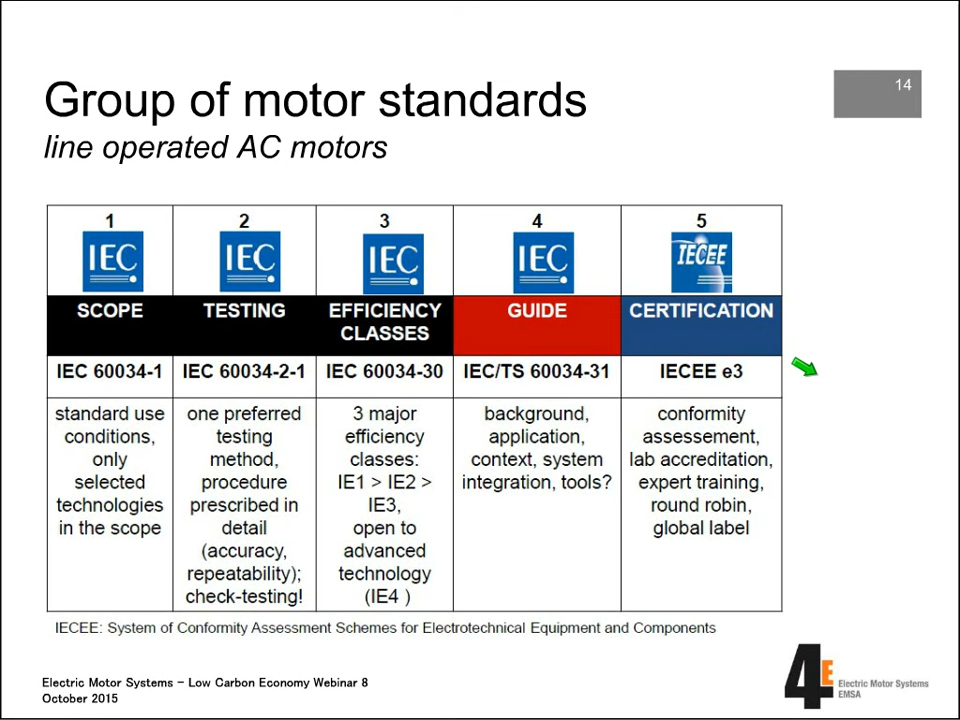 Group of motor standards
14
line operated AC motors
1
2
3
4
5
IEC
IEC
IEC
IEC
IECEE
SCOPE
TESTING
EFFICIENCY
CLASSES
GUIDE
CERTIFICATION
IEC 60034-1
IEC 60034-2-1
IEC 60034-30
IEC/TS 60034-31
IECEE e3
standard use
conditions,
only
selected
technologies
in the scope
one preferred
testing
method,
procedure
prescribed in
detail
(accuracy,
repeatability);
check-testing!
3 major
efficiency
classes:
IE1 > IE2 >
IE3,
open to
advanced
technology
(IE4 )
background,
application,
context, system
integration, tools?
conformity
assessement,
lab accreditation,
expert training,
round robin,
global label
IECEE: System of Conformity Assessment Schemes for Electrotechnical Equipment and Components
Electric Motor Systems – Low Carbon Economy Webinar 8
October 2015
4E
Electric Motor Systems
EMSA